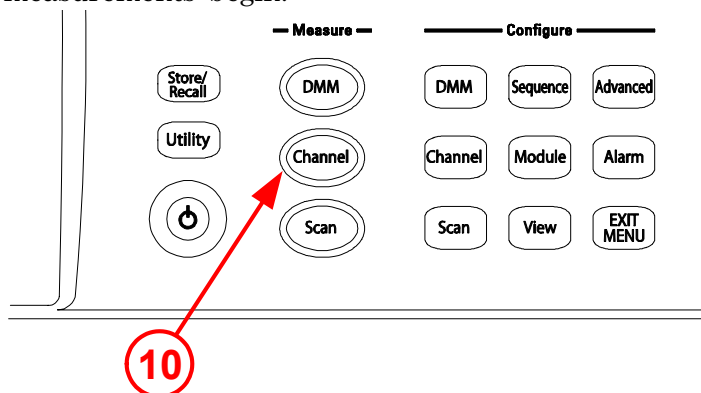 measurements begin.
Measure
Configure
Store/
Recall
DMM
DMM
Sequence
Advanced
Utility
Channel
Channel
Module
Alarm
Scan
Scan
View
EXIT
MENU
10